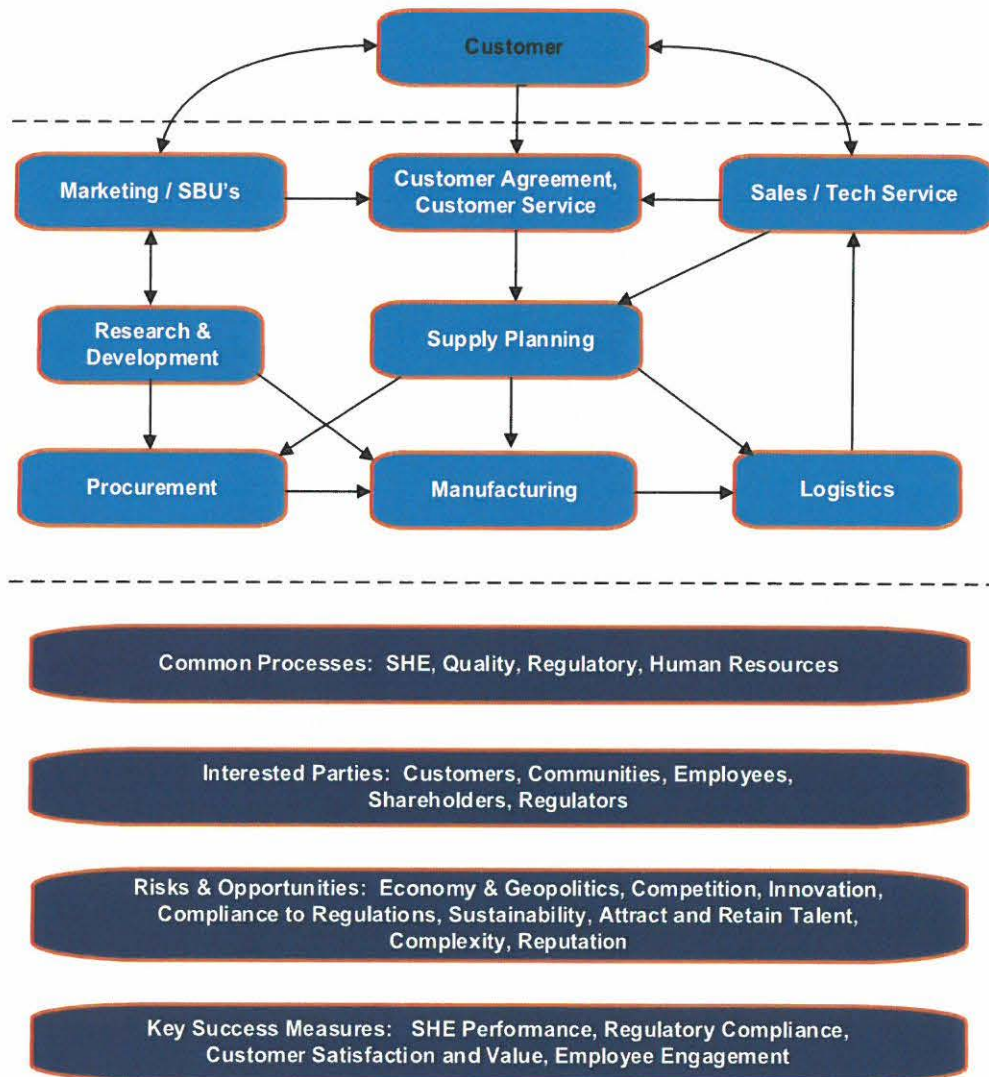 Customer
Marketing / SBU's
Customer Agreement,
Customer Service
Sales / Tech Service
Research &
Development
Supply Planning
Procurement
Manufacturing
Logistics
Common Processes:  SHE, Quality, Regulatory, Human Resources
Interested Parties:  Customers, Communities, Employees,
Shareholders, Regulators
Risks & Opportunities:  Economy & Geopolitics, Competition, Innovation,
Compliance to Regulations, Sustainability, Attract and Retain Talent,
Complexity, Reputation
Key Success Measures:  SHE Performance, Regulatory Compliance,
Customer Satisfaction and Value, Employee Engagement